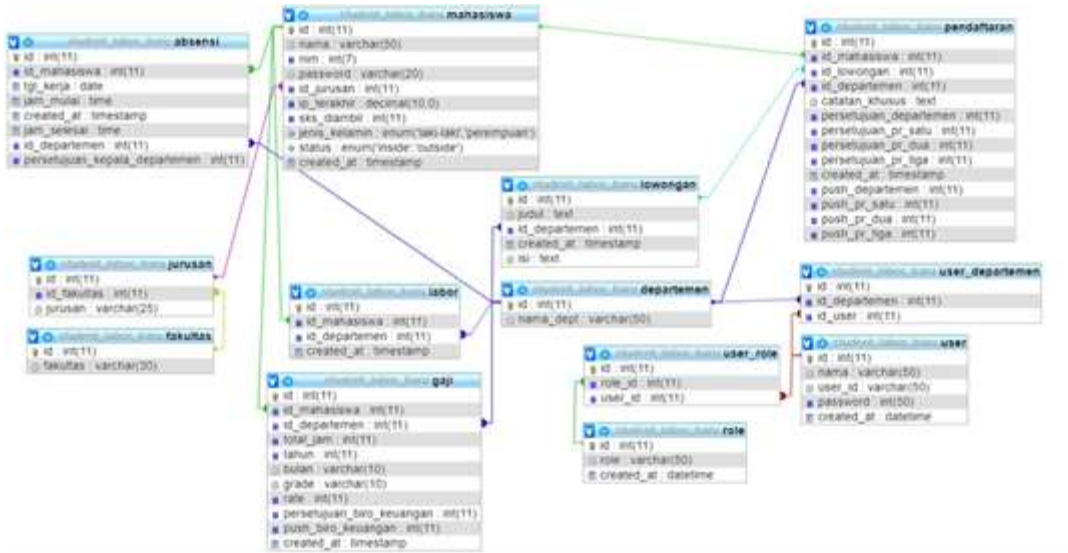 absensi
id : int(11)
id_mahasiswa : int(11)
tgl_kerja : date
jam_mulai : time
created_at : timestamp
jam_selesai : time
id_departemen : int(11)
persetujuan_kepala_departemen : int(11)
mahasiswa
id : int(11)
nama : varchar(50)
nim : int(7)
password : varchar(20)
id_jurusan : int(11)
ip_terakhir : decimal(10,0)
sks_diambil : int(11)
jenis_kelamin : enum('laki-laki','perempuan')
status : enum('inside','outside')
created_at : timestamp
pendaftaran
id : int(11)
id_mahasiswa : int(11)
id_lowongan : int(11)
id_departemen : int(11)
catatan_khusus : text
persetujuan_departemen : int(11)
persetujuan_pr_satu : int(11)
persetujuan_pr_dua : int(11)
persetujuan_pr_tiga : int(11)
created_at : timestamp
push_departemen : int(11)
push_pr_satu : int(11)
push_pr_dua : int(11)
push_pr_tiga : int(11)
lowongan
id : int(11)
judul : text
id_departemen : int(11)
created_at : timestamp
isi : text
jurusan
id : int(11)
id_fakultas : int(11)
jurusan : varchar(25)
fakultas
id : int(11)
fakultas : varchar(30)
labor
id : int(11)
id_mahasiswa : int(11)
id_departemen : int(11)
created_at : timestamp
departemen
id : int(11)
nama_dept : varchar(50)
user_departemen
id : int(11)
id_departemen : int(11)
id_user : int(11)
user_role
id : int(11)
role_id : int(11)
user_id : int(11)
user
id : int(11)
nama : varchar(50)
user_id : varchar(50)
password : int(50)
created_at : datetime
gaji
id : int(11)
id_mahasiswa : int(11)
id_departemen : int(11)
total_jam : int(11)
tahun : int(11)
bulan : varchar(10)
grade : varchar(10)
rate : int(11)
persetujuan_biro_keuangan : int(11)
push_biro_keuangan : int(11)
created_at : timestamp
role
id : int(11)
role : varchar(50)
created_at : datetime